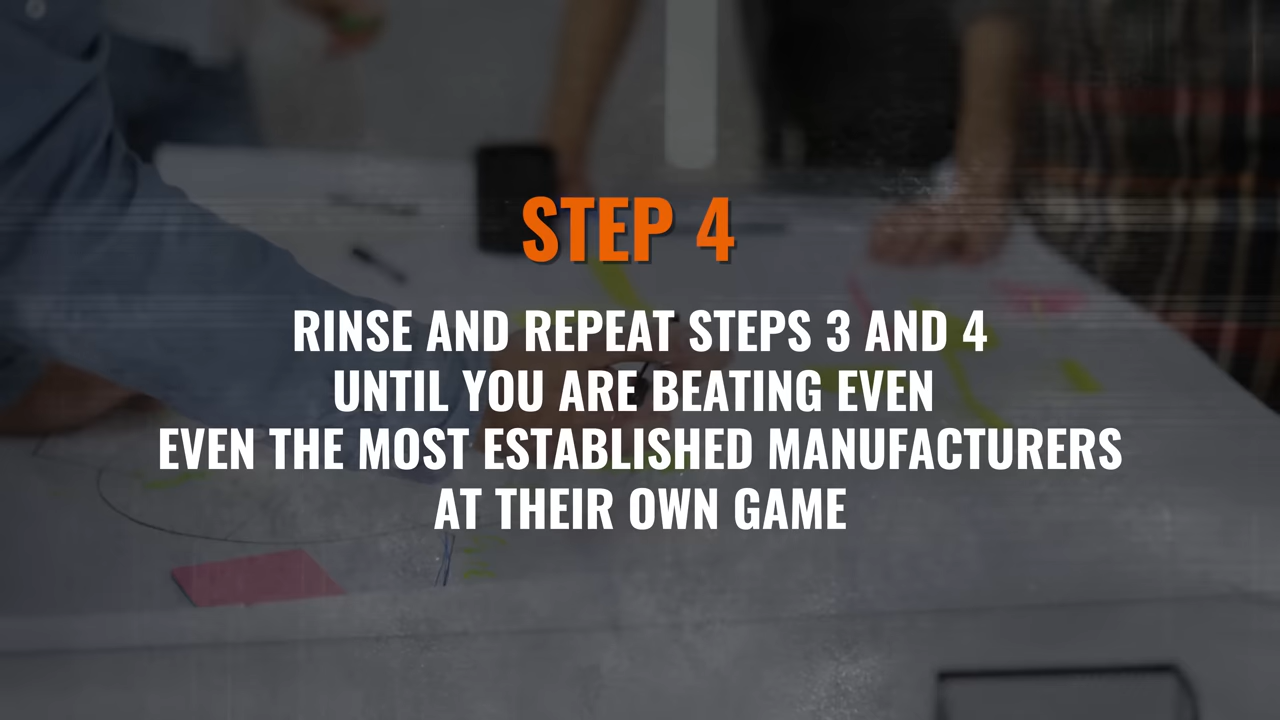 STEP 4
RINSE AND REPEAT STEPS 3 AND 4
UNTIL YOU ARE BEATING EVEN
EVEN THE MOST ESTABLISHED MANUFACTURERS
AT THEIR OWN GAME